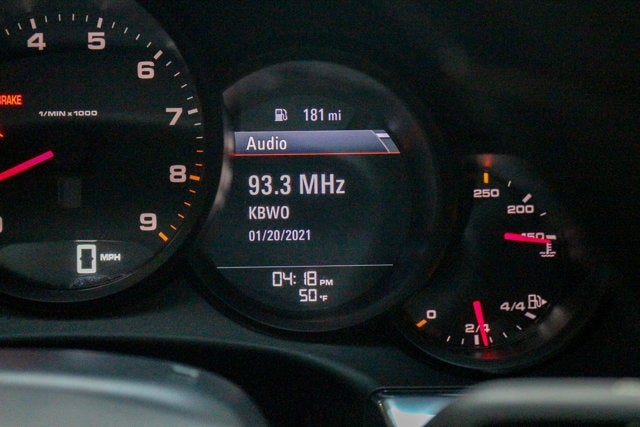 4 5 6 7 8 9
BRAKE
1/MIN x 1000
0 MPH
181 mi
Audio
93.3 MHz
KBWO
01/20/2021
04:18 PM
50 °F
250
200
150
0 2/4 4/4